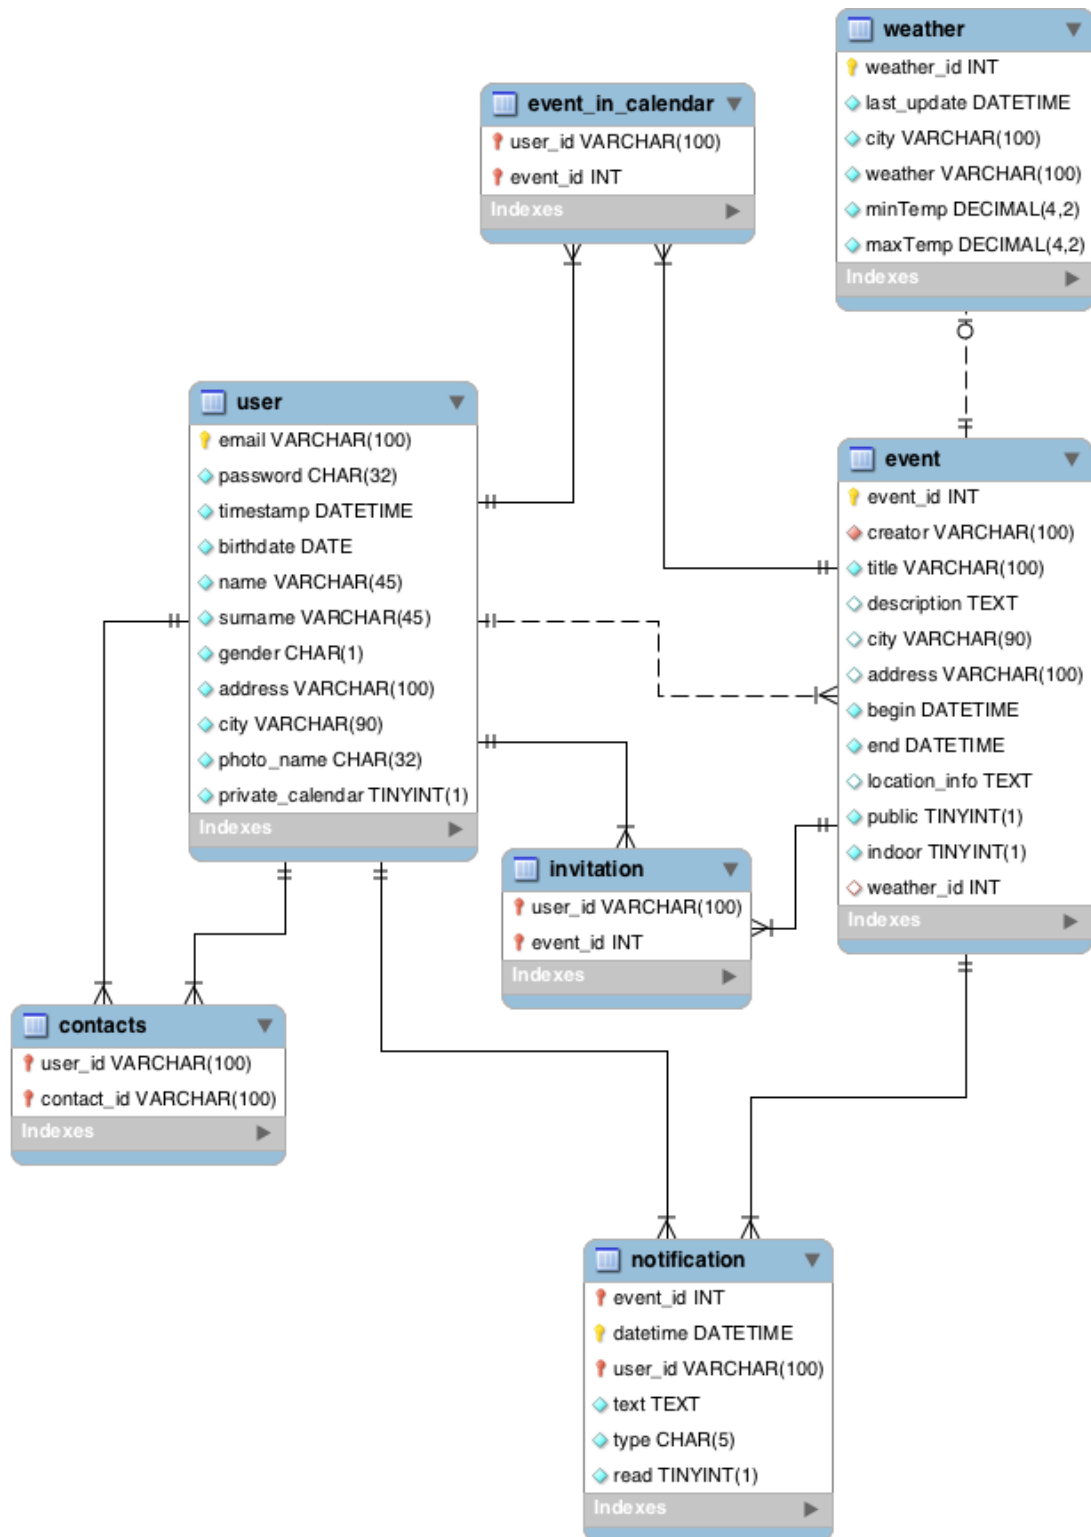 weather
weather_id INT
last_update DATETIME
city VARCHAR(100)
weather VARCHAR(100)
minTemp DECIMAL(4,2)
maxTemp DECIMAL(4,2)
Indexes
event_in_calendar
user_id VARCHAR(100)
event_id INT
Indexes
user
email VARCHAR(100)
password CHAR(32)
timestamp DATETIME
birthdate DATE
name VARCHAR(45)
surname VARCHAR(45)
gender CHAR(1)
address VARCHAR(100)
city VARCHAR(90)
photo_name CHAR(32)
private_calendar TINYINT(1)
Indexes
event
event_id INT
creator VARCHAR(100)
title VARCHAR(100)
description TEXT
city VARCHAR(90)
address VARCHAR(100)
begin DATETIME
end DATETIME
location_info TEXT
public TINYINT(1)
indoor TINYINT(1)
weather_id INT
Indexes
invitation
user_id VARCHAR(100)
event_id INT
Indexes
contacts
user_id VARCHAR(100)
contact_id VARCHAR(100)
Indexes
notification
event_id INT
datetime DATETIME
user_id VARCHAR(100)
text TEXT
type CHAR(5)
read TINYINT(1)
Indexes